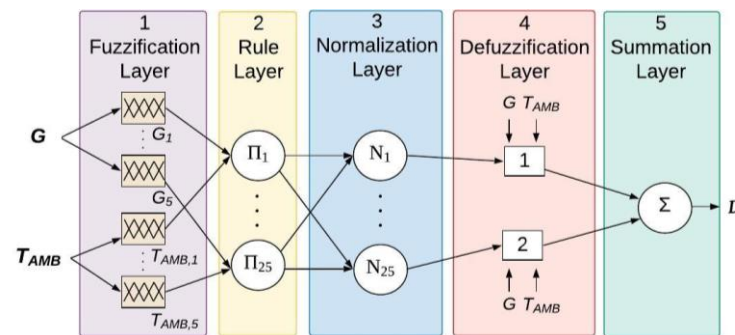 1
Fuzzification
Layer
2
Rule
Layer
3
Normalization
Layer
4
Defuzzification
Layer
5
Summation
Layer
G
G1
G5
TAMB
TAMB,1
TAMB,5
Π1
Π25
N1
N25
G TAMB
1
2
G TAMB
Σ